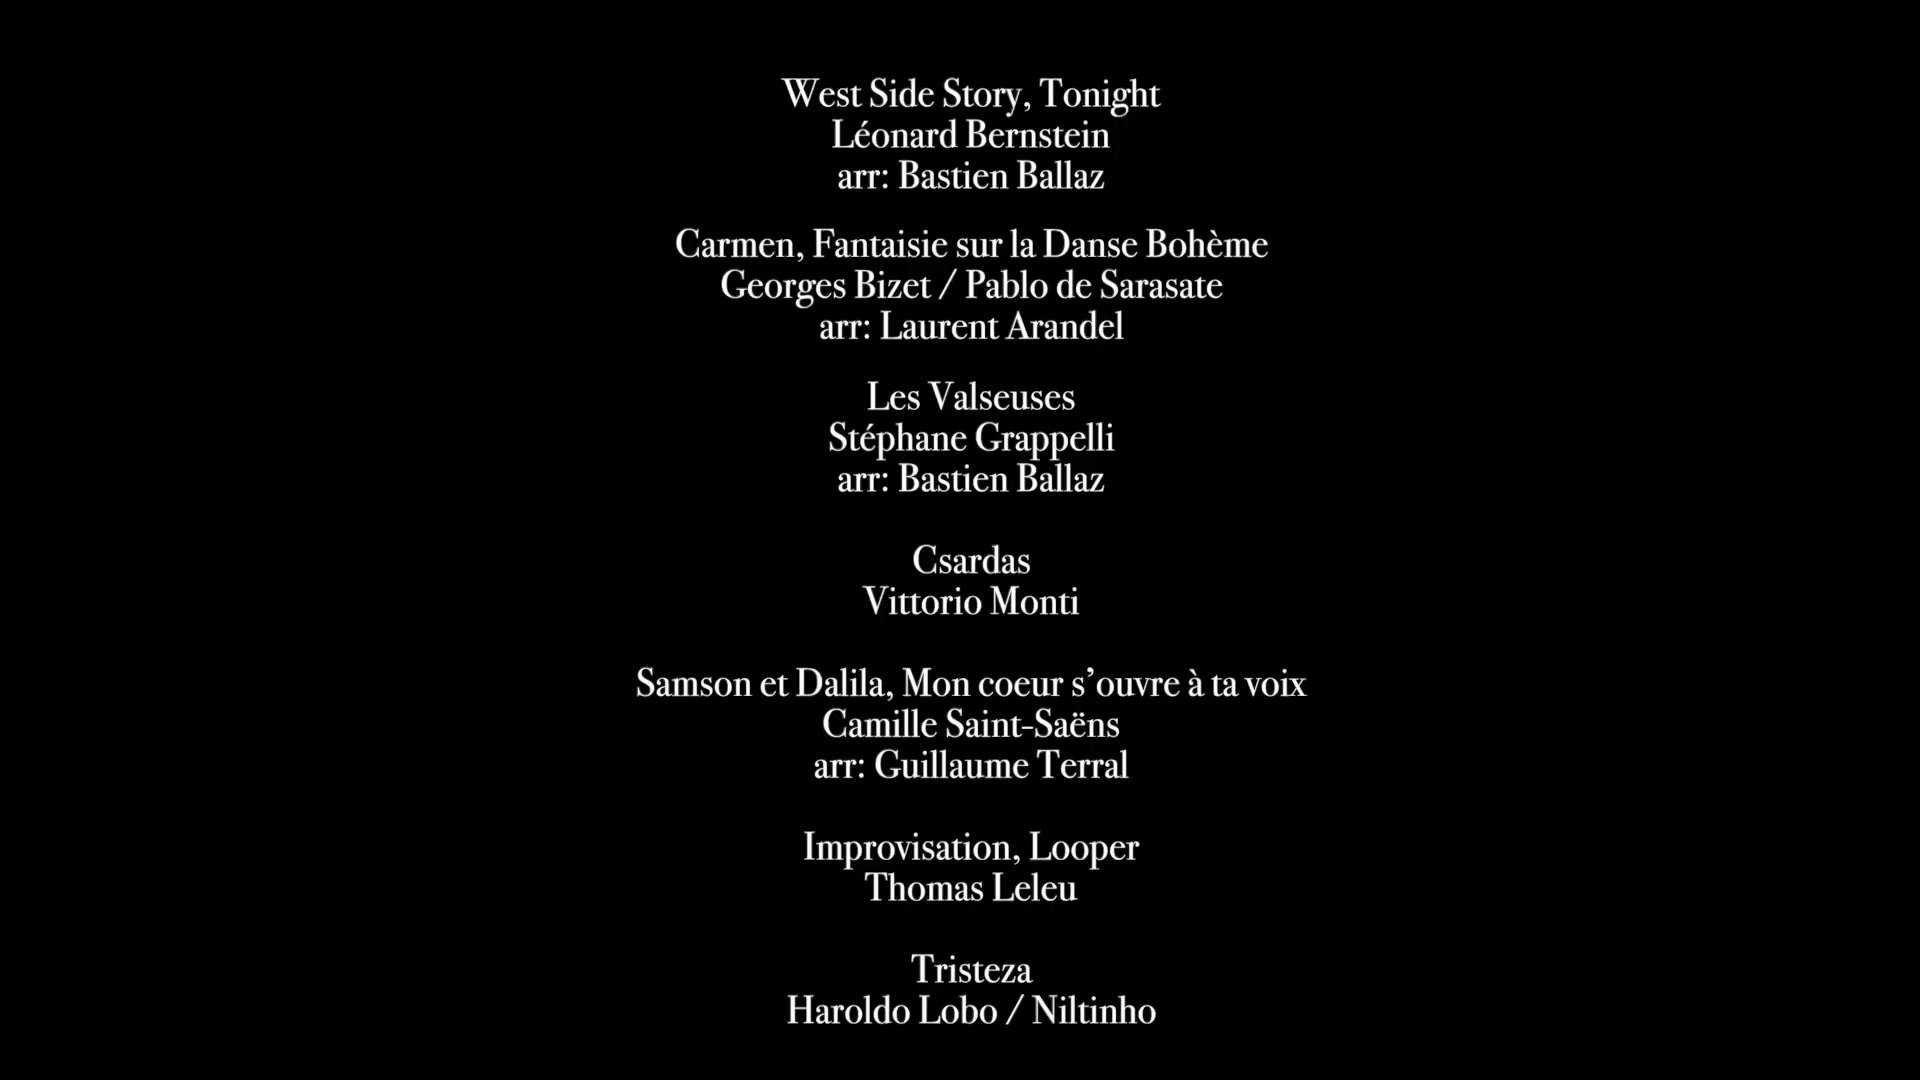 West Side Story, Tonight
Léonard Bernstein
arr: Bastien Ballaz
Carmen, Fantaisie sur la Danse Bohème
Georges Bizet / Pablo de Sarasate
arr: Laurent Arandel
Les Valseuses
Stéphane Grappelli
arr: Bastien Ballaz
Csardas
Vittorio Monti
Samson et Dalila, Mon coeur s’ouvre à ta voix
Camille Saint-Saëns
arr: Guillaume Terral
Improvisation, Looper
Thomas Leleu
Tristeza
Haroldo Lobo / Niltinho